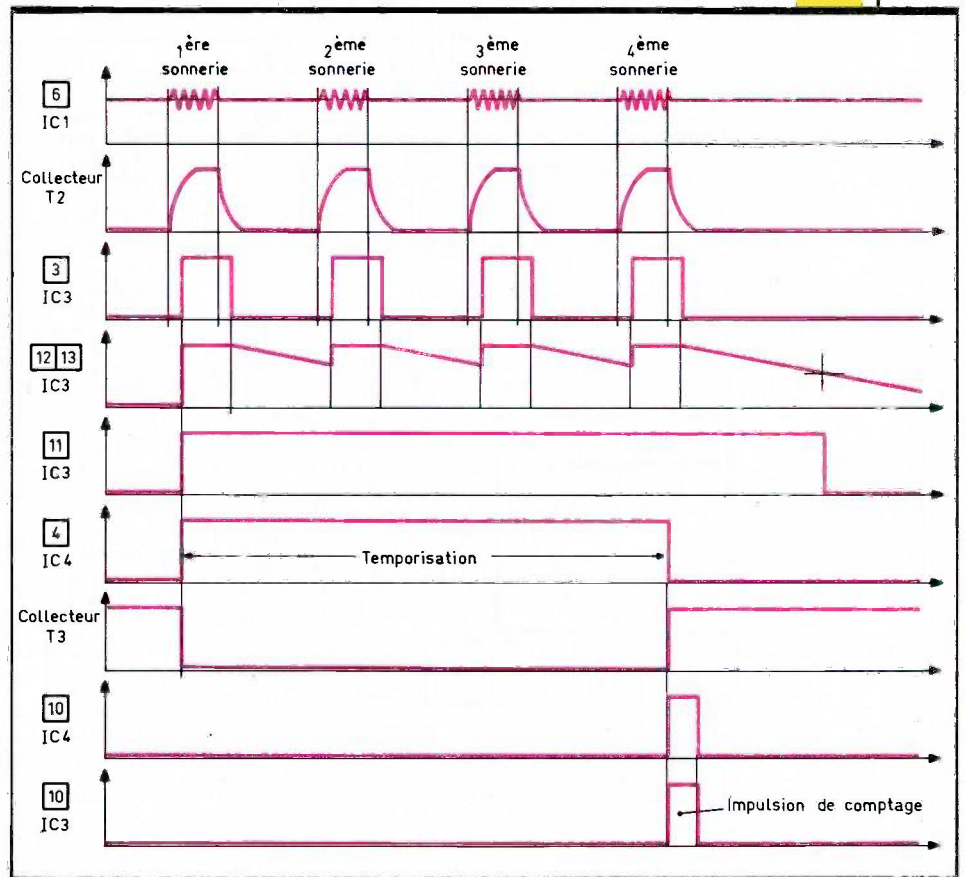 1ère
sonnerie
2ème
sonnerie
3ème
sonnerie
4ème
sonnerie
6
IC1
Collecteur
T2
3
IC3
12 13
IC3
11
IC3
4
IC4
Temporisation
Collecteur
T3
10
IC4
10
IC3
Impulsion de comptage